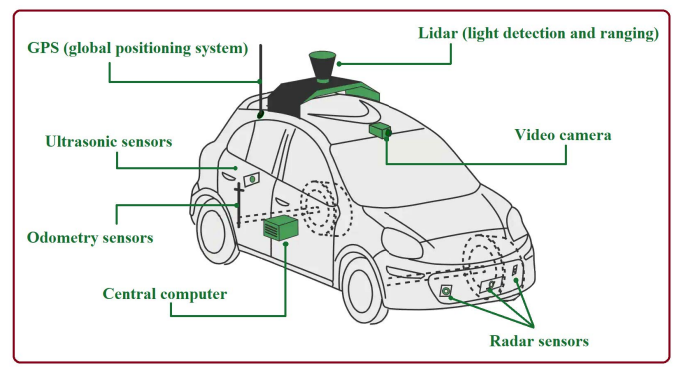 Lidar (light detection and ranging)
GPS (global positioning system)
Video camera
Ultrasonic sensors
Odometry sensors
Central computer
Radar sensors